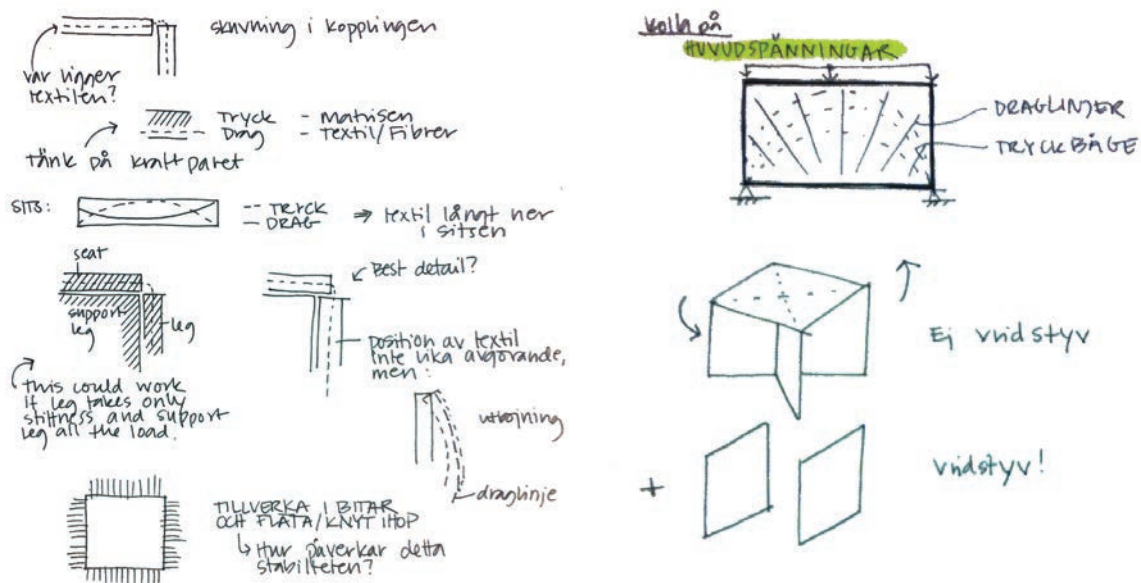 skarvning i kopplingen
var ligger
textilen?
Tryck - matrisen
Drag - Textil/Fibrer
tänk på kraftparet
SITS:
-- TRYCK
— DRAG
⇒ textil långt ner
i sitsen
seat
support
leg
leg
Best detail?
position av textil
inte lika avgörande,
men:
this could work
if leg takes only
stiffness and support
leg all the load.
utböjning
draglinje
TILLVERKA I BITAR
OCH FLÄTA/KNYT IHOP
↳ Hur påverkar detta
stabiliteten?
Kolla på
HUVUDSPÄNNINGAR
DRAGLINJER
TRYCKBÅGE
Ej vridstyv
+
vridstyv!